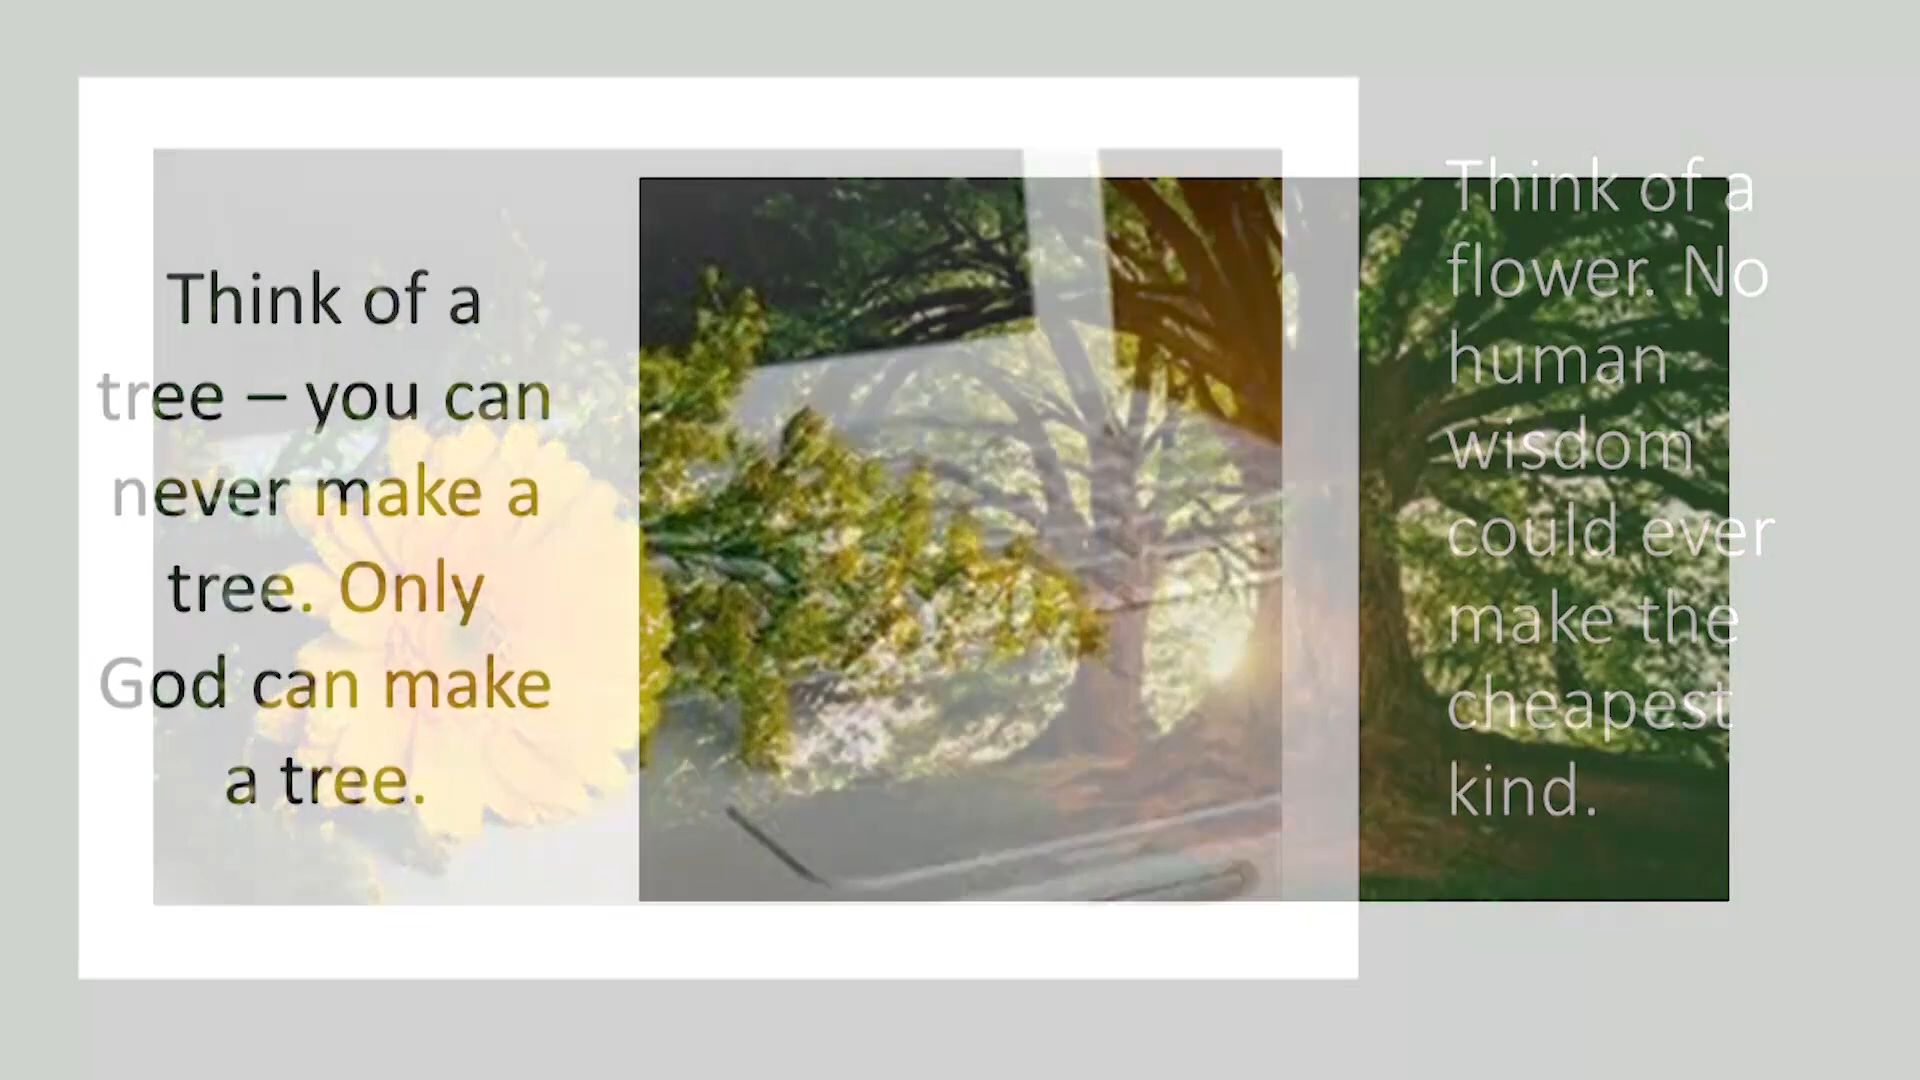 Think of a
tree – you can
never make a
tree. Only
God can make
a tree.
Think of a
flower. No
human
wisdom
could ever
make the
cheapest
kind.